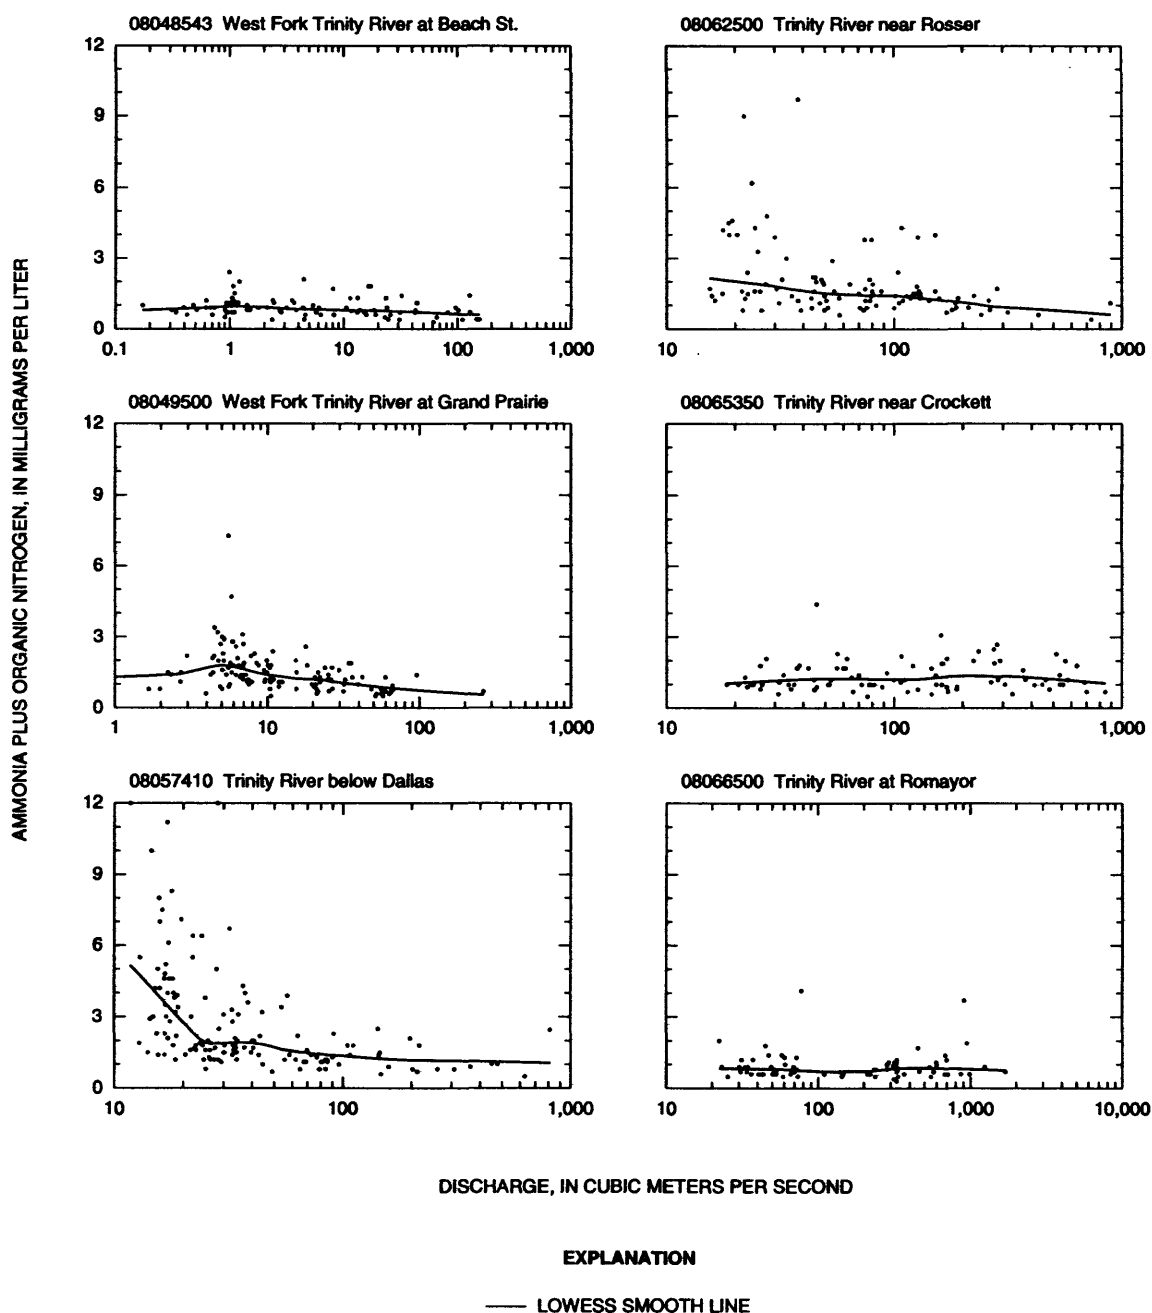 08048543 West Fork Trinity River at Beach St.
12
9
6
3
0
0.1 1 10 100 1,000
08062500 Trinity River near Rosser
10 100 1,000
08049500 West Fork Trinity River at Grand Prairie
12
9
6
3
0
1 10 100 1,000
08065350 Trinity River near Crockett
10 100 1,000
08057410 Trinity River below Dallas
12
9
6
3
0
10 100 1,000
08066500 Trinity River at Romayor
10 100 1,000 10,000
AMMONIA PLUS ORGANIC NITROGEN, IN MILLIGRAMS PER LITER
DISCHARGE, IN CUBIC METERS PER SECOND
EXPLANATION
LOWESS SMOOTH LINE